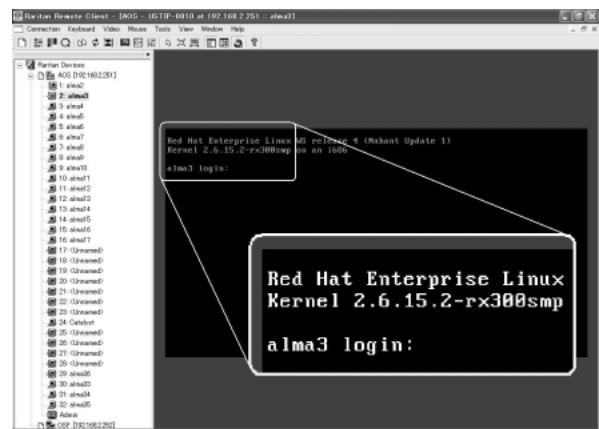 Raritan Remote Client - [AOS - USTIP-0010 at 192.168.2.251 :: alma3]
Connection Keyboard Video Mouse Tools View Window Help
Raritan Devices
AOS [192.168.2.251]
1: alma2
2: alma3
3: alma4
4: alma5
5: alma6
6: alma7
7: alma8
8: alma9
9: alma10
10: alma11
11: alma12
12: alma13
13: alma14
14: alma15
15: alma16
16: alma17
17: (Unnamed)
18: (Unnamed)
19: (Unnamed)
20: (Unnamed)
21: (Unnamed)
22: (Unnamed)
23: (Unnamed)
24: Catalyst
25: (Unnamed)
26: (Unnamed)
27: (Unnamed)
28: (Unnamed)
29: alma36
30: alma33
31: alma34
32: alma35
Admin
OSF [192.168.2.252]
Red Hat Enterprise Linux WS release 4 (Nahant Update 1)
Kernel 2.6.15.2-rx300smp on an i686
alma3 login:
Red Hat Enterprise Linux
Kernel 2.6.15.2-rx300smp
alma3 login: